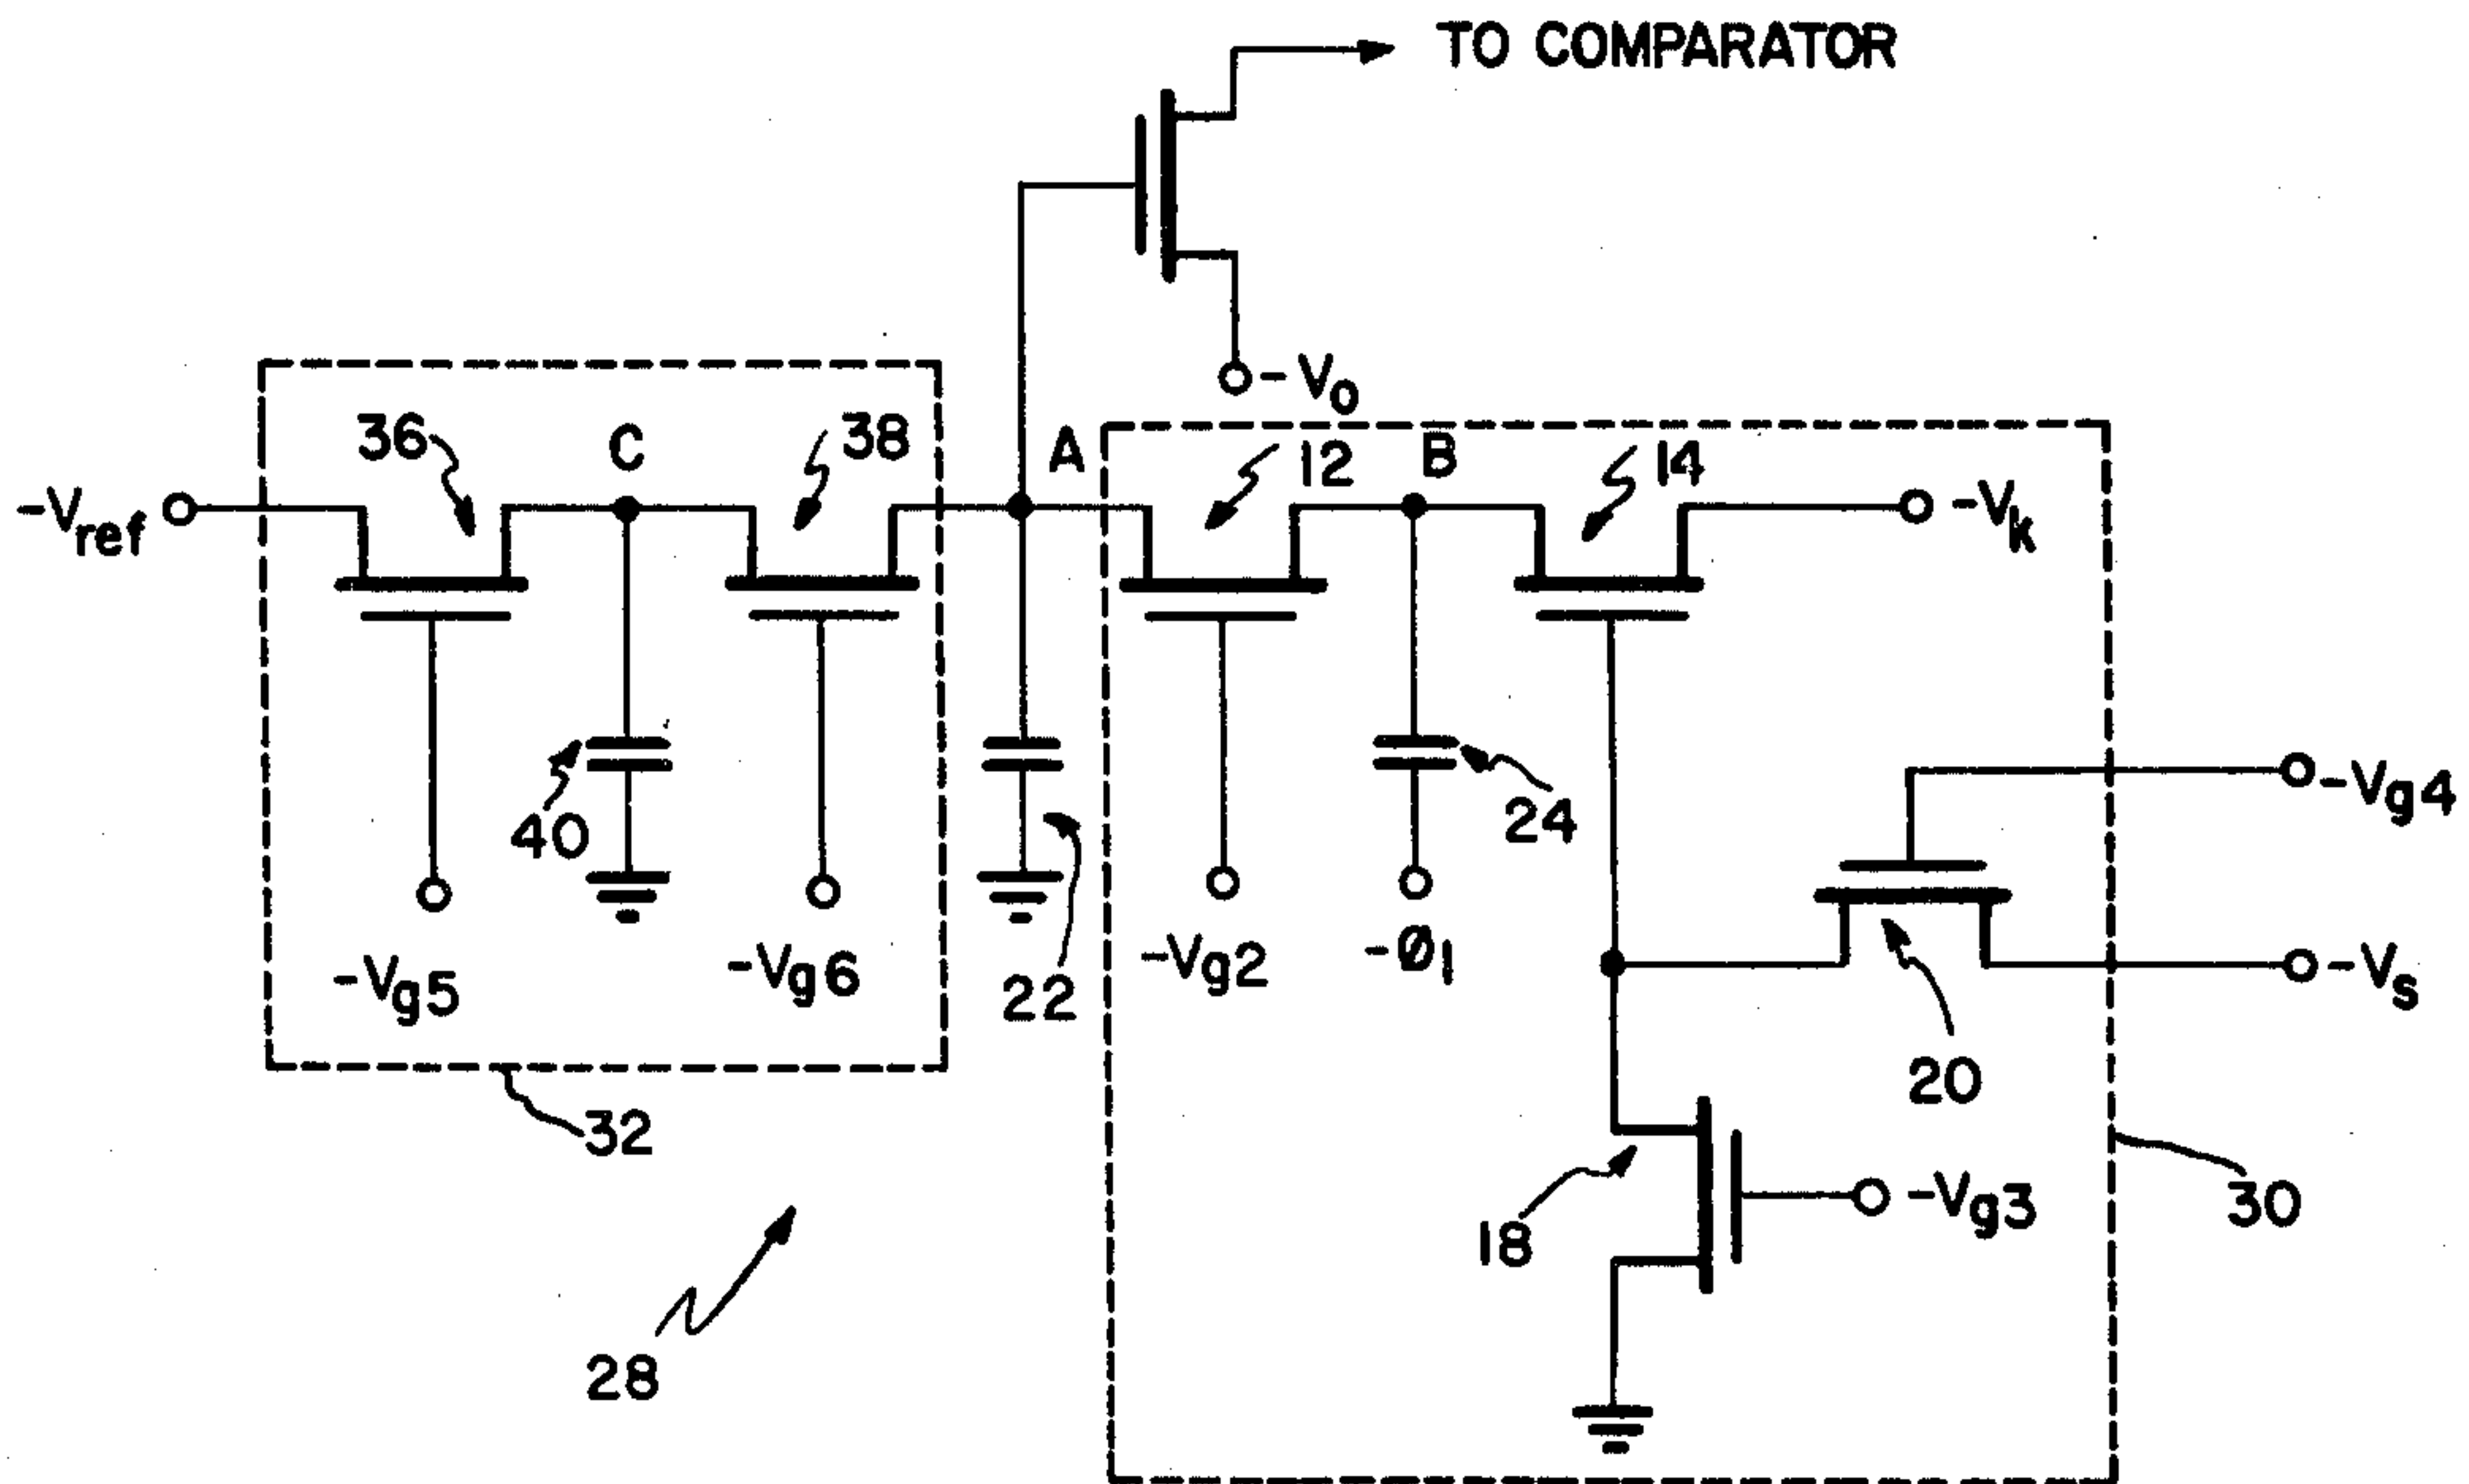 TO COMPARATOR
-Vo
36
C
38
A
12
B
14
-Vref
-Vk
40
24
-Vg4
-Vg5
-Vg6
22
-Vg2
-Ø1
-Vs
20
32
18
-Vg3
30
28